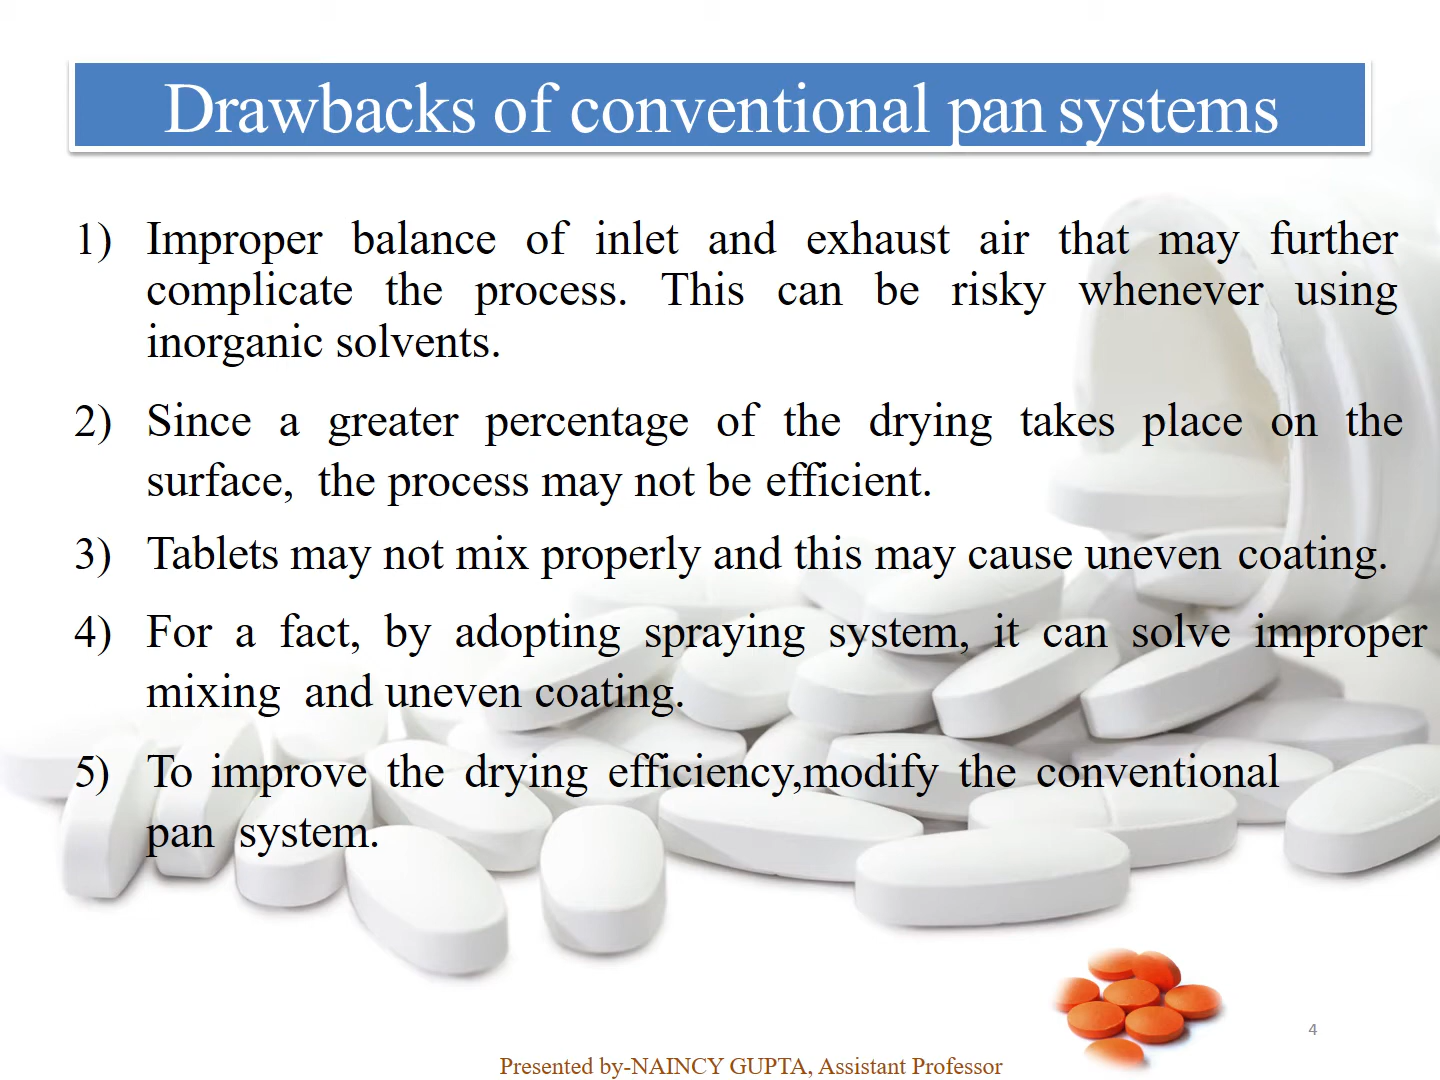 Drawbacks of conventional pan systems
1) Improper balance of inlet and exhaust air that may further
complicate the process. This can be risky whenever using
inorganic solvents.
2) Since a greater percentage of the drying takes place on the
surface, the process may not be efficient.
3) Tablets may not mix properly and this may cause uneven coating.
4) For a fact, by adopting spraying system, it can solve improper
mixing and uneven coating.
5) To improve the drying efficiency,modify the conventional
pan system.
4
Presented by-NAINCY GUPTA, Assistant Professor